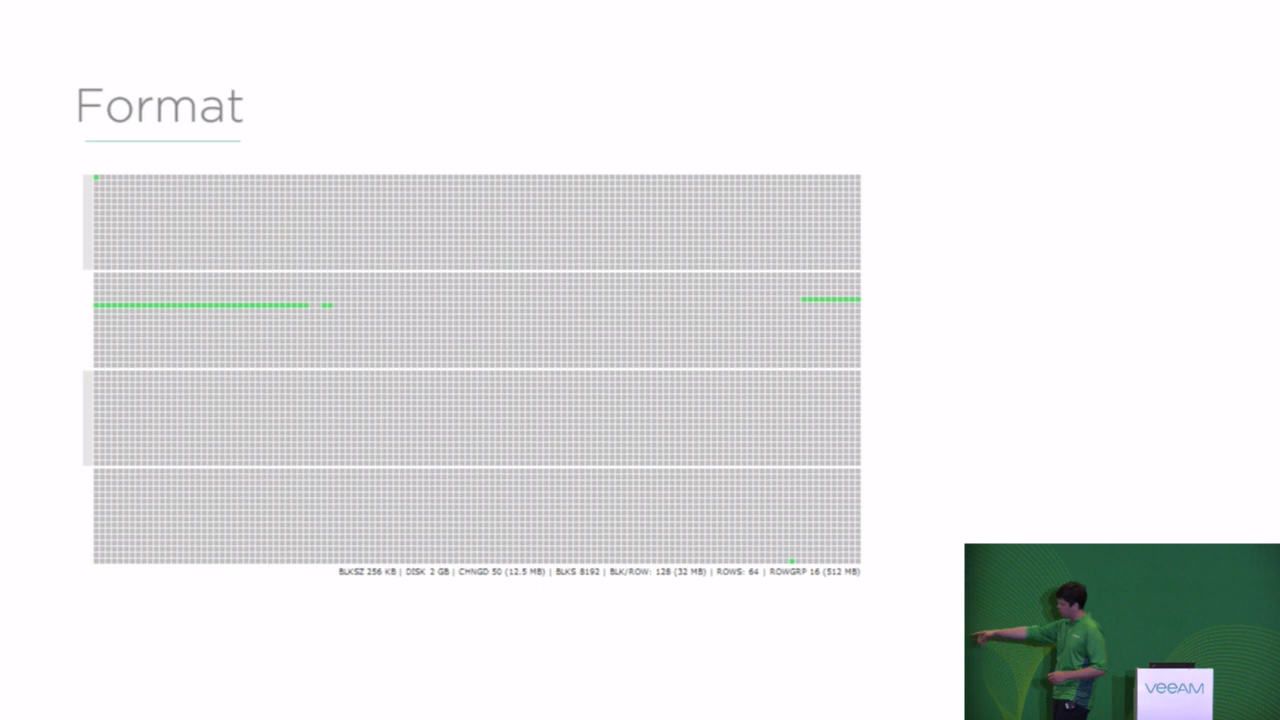 Format
BLKSZ 256 KB | DISK 2 GB | CHNGD 50 (12.5 MB) | BLKS 8192 | BLK/ROW: 128 (32 MB) | ROWS: 64 | ROWGRP 16 (512 MB)
veeAM